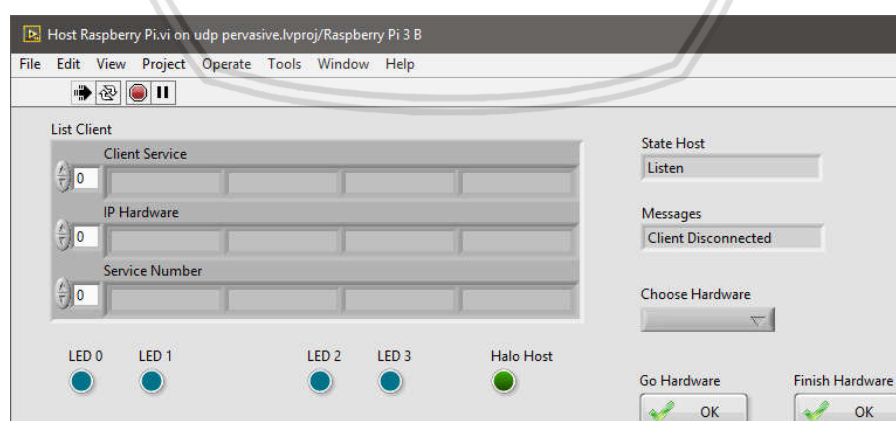 Host Raspberry Pi.vi on udp pervasive.lvproj/Raspberry Pi 3 B
File Edit View Project Operate Tools Window Help
List Client
Client Service
0
IP Hardware
0
Service Number
0
State Host
Listen
Messages
Client Disconnected
Choose Hardware
LED 0 LED 1 LED 2 LED 3 Halo Host
Go Hardware Finish Hardware
OK OK